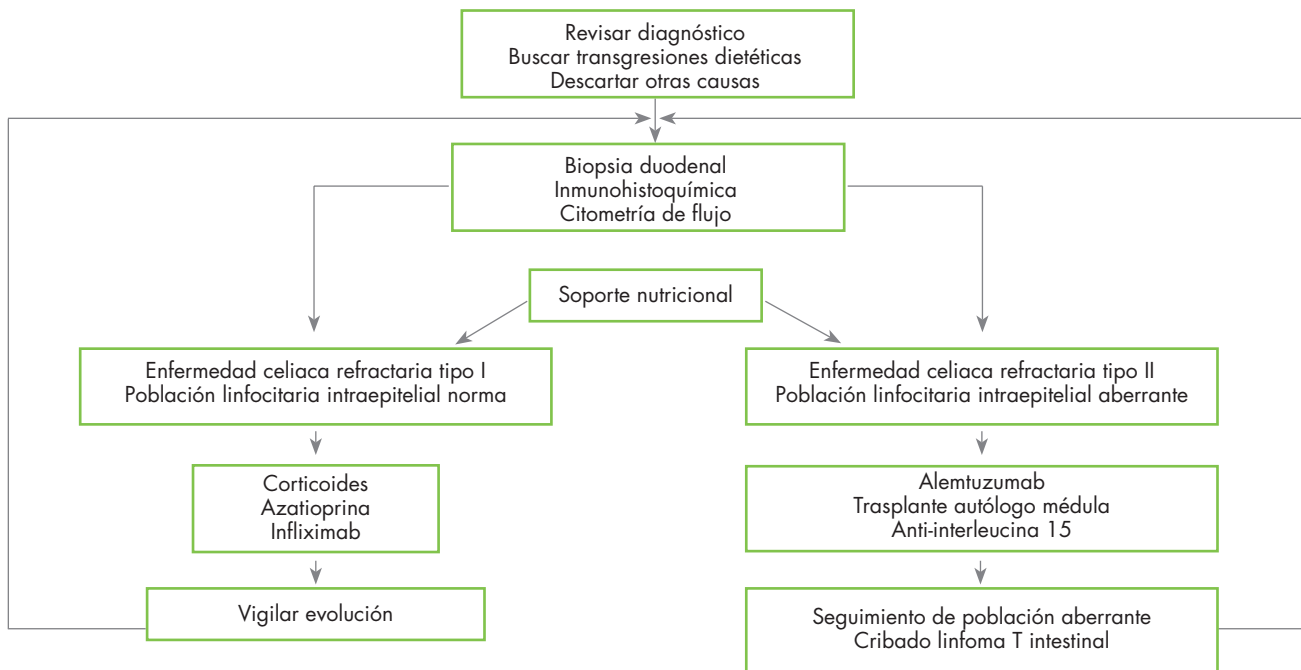 Revisar diagnóstico
Buscar transgresiones dietéticas
Descartar otras causas
Biopsia duodenal
Inmunohistoquímica
Citometría de flujo
Soporte nutricional
Enfermedad celiaca refractaria tipo I
Población linfocitaria intraepitelial norma
Enfermedad celiaca refractaria tipo II
Población linfocitaria intraepitelial aberrante
Corticoides
Azatioprina
Infliximab
Alemtuzumab
Trasplante autólogo médula
Anti-interleucina 15
Vigilar evolución
Seguimiento de población aberrante
Cribado linfoma T intestinal